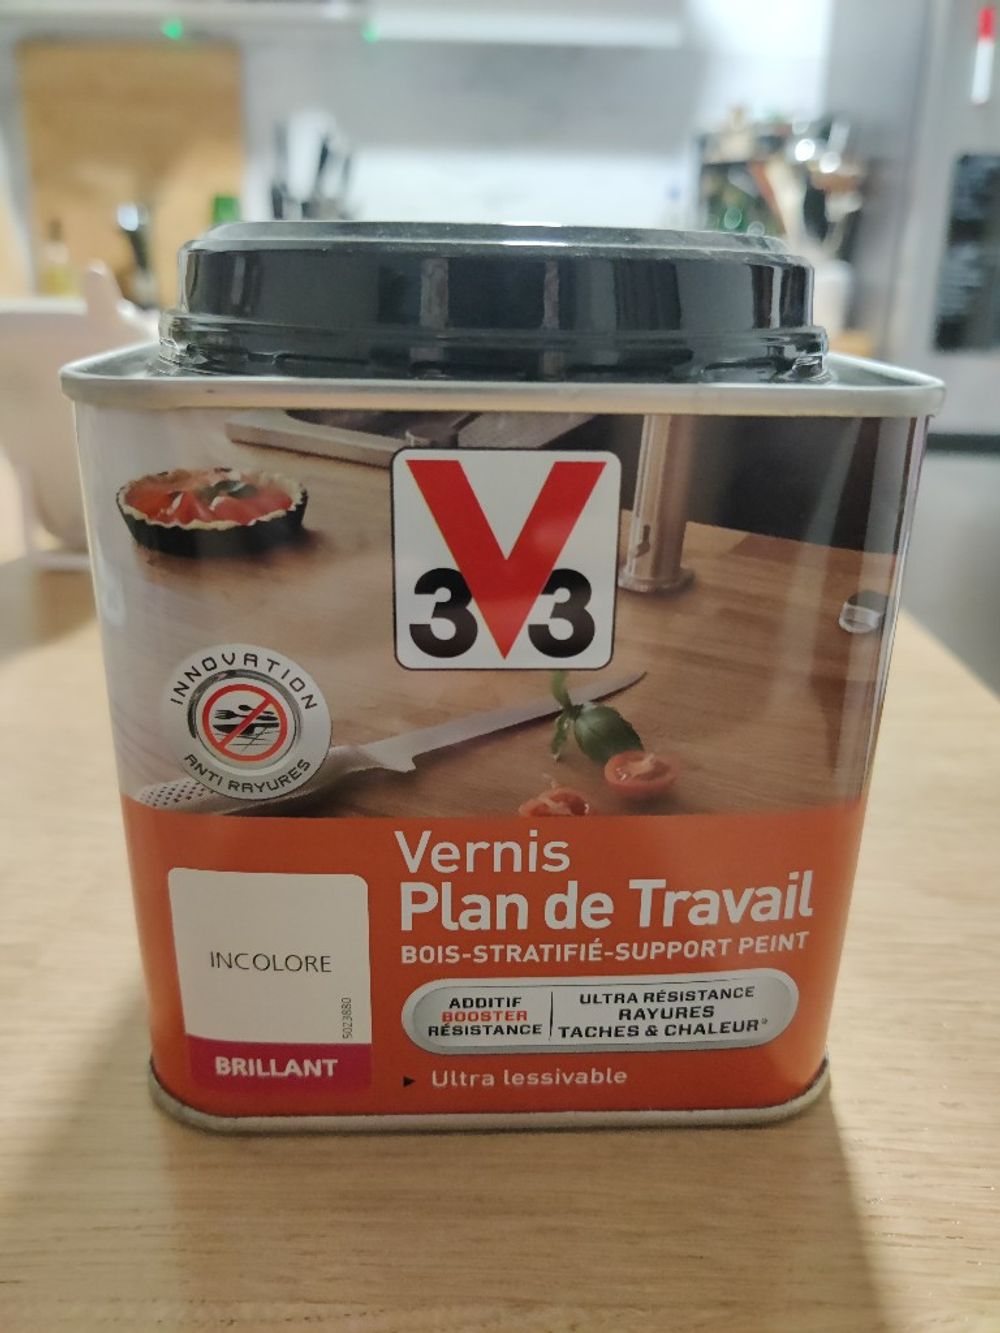 3V3
INNOVATION
ANTI RAYURES
Vernis
Plan de Travail
BOIS-STRATIFIÉ-SUPPORT PEINT
INCOLORE
5023880
BRILLANT
ADDITIF
BOOSTER
RÉSISTANCE
ULTRA RÉSISTANCE
RAYURES
TACHES & CHALEUR*
► Ultra lessivable